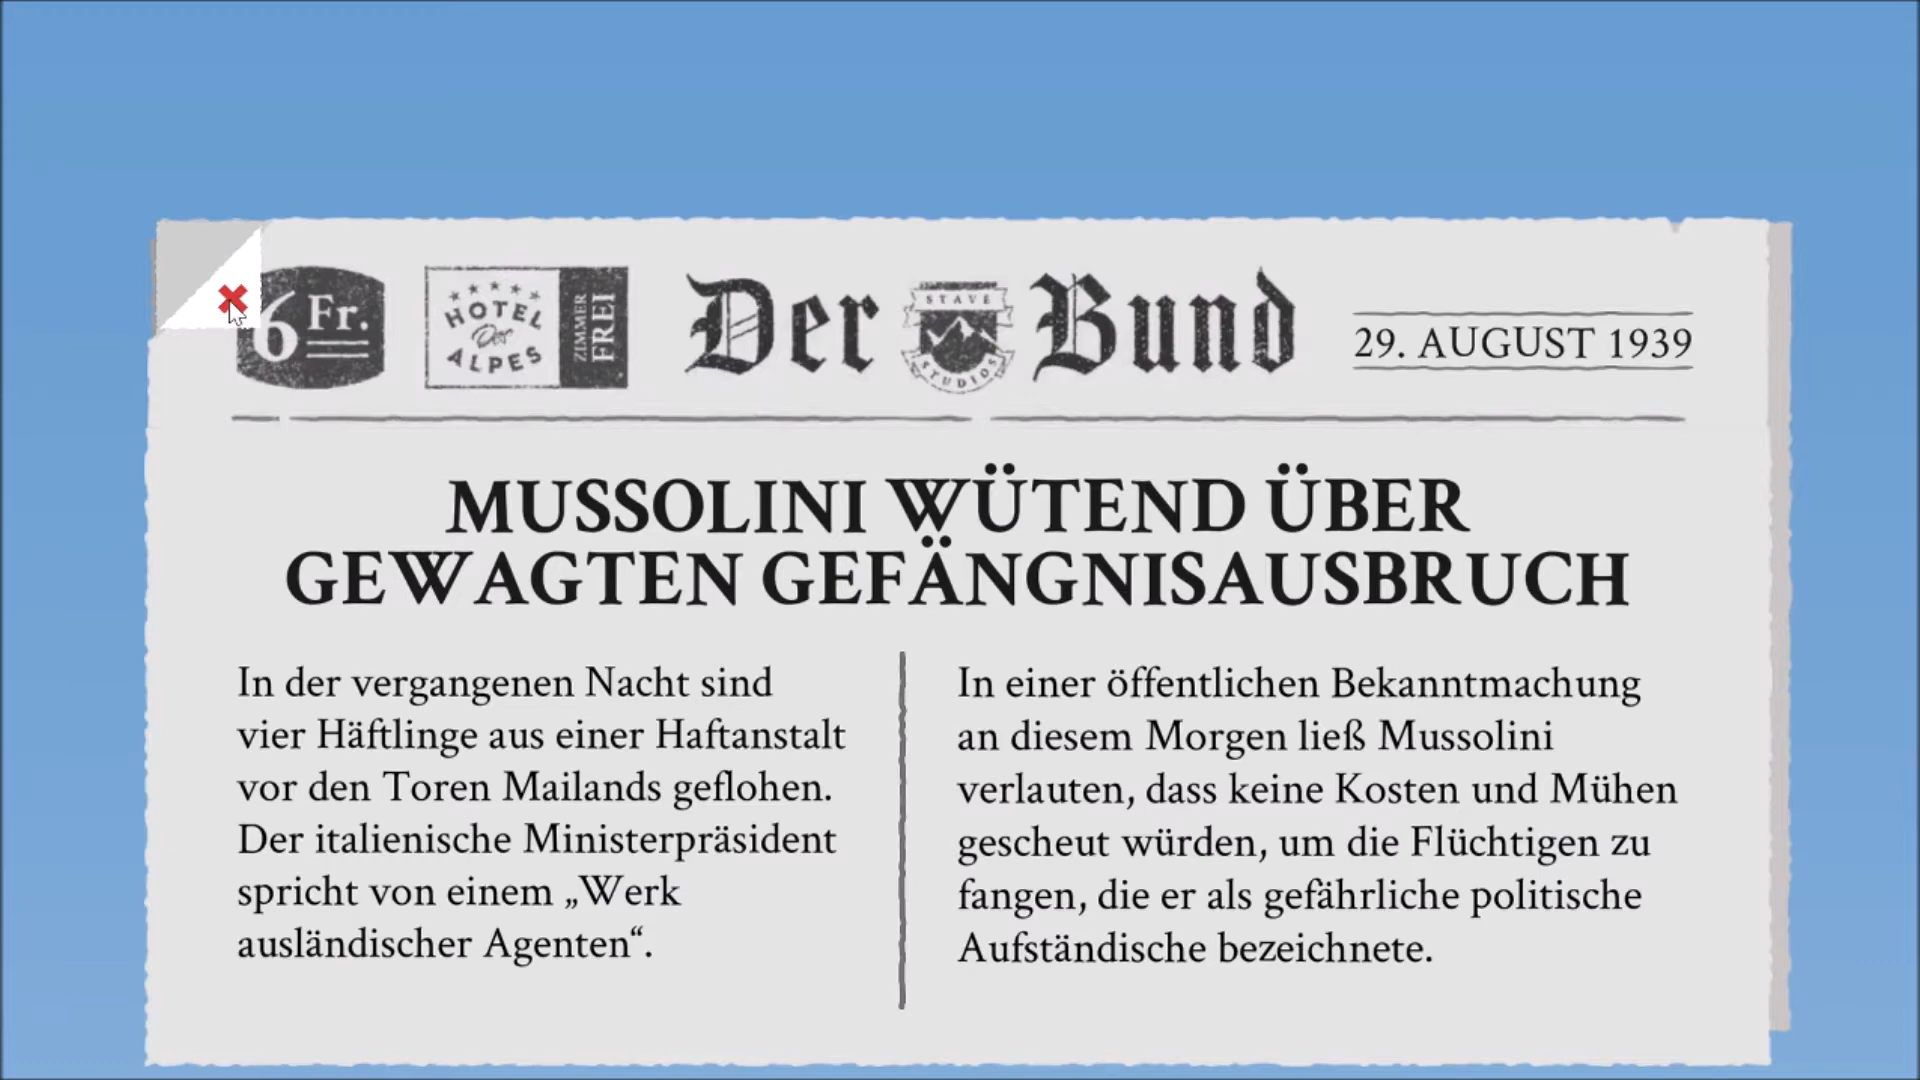 6 Fr.
HOTEL
Der
ALPES
ZIMMER
FREI
Der Bund
STAVE
STUDIOS
29. AUGUST 1939
MUSSOLINI WÜTEND ÜBER
GEWAGTEN GEFÄNGNISAUSBRUCH
In der vergangenen Nacht sind
vier Häftlinge aus einer Haftanstalt
vor den Toren Mailands geflohen.
Der italienische Ministerpräsident
spricht von einem „Werk
ausländischer Agenten“.
In einer öffentlichen Bekanntmachung
an diesem Morgen ließ Mussolini
verlauten, dass keine Kosten und Mühen
gescheut würden, um die Flüchtigen zu
fangen, die er als gefährliche politische
Aufständische bezeichnete.